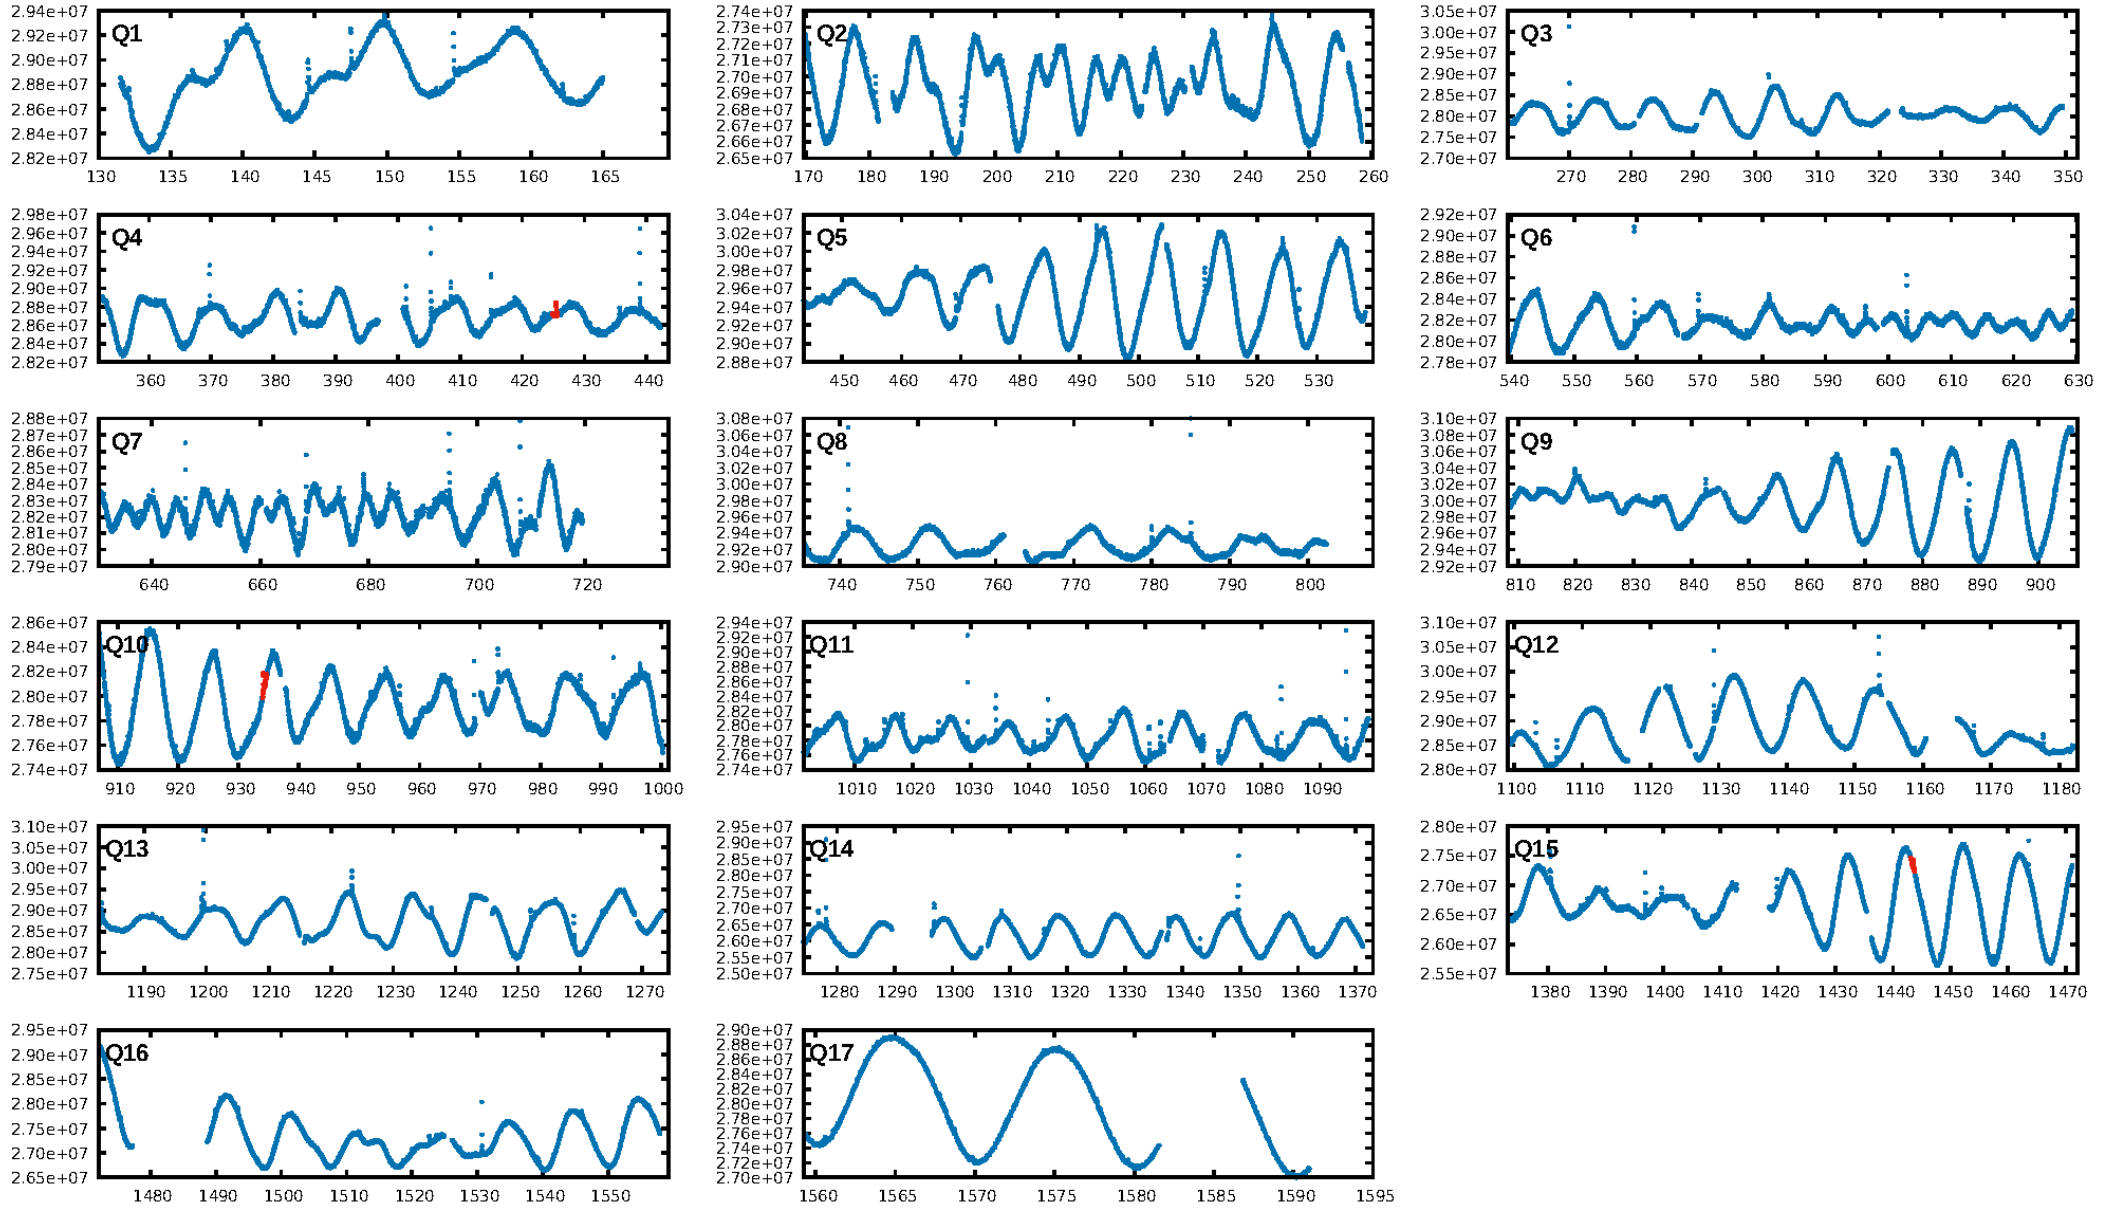 2.94e+07 2.92e+07 2.90e+07 2.88e+07 2.86e+07 2.84e+07 2.82e+07
Q1
130 135 140 145 150 155 160 165
2.74e+07 2.73e+07 2.72e+07 2.71e+07 2.70e+07 2.69e+07 2.68e+07 2.67e+07 2.66e+07 2.65e+07
Q2
170 180 190 200 210 220 230 240 250 260
3.05e+07 3.00e+07 2.95e+07 2.90e+07 2.85e+07 2.80e+07 2.75e+07 2.70e+07
Q3
270 280 290 300 310 320 330 340 350
2.98e+07 2.96e+07 2.94e+07 2.92e+07 2.90e+07 2.88e+07 2.86e+07 2.84e+07 2.82e+07
Q4
360 370 380 390 400 410 420 430 440
3.04e+07 3.02e+07 3.00e+07 2.98e+07 2.96e+07 2.94e+07 2.92e+07 2.90e+07 2.88e+07
Q5
450 460 470 480 490 500 510 520 530
2.92e+07 2.90e+07 2.88e+07 2.86e+07 2.84e+07 2.82e+07 2.80e+07 2.78e+07
Q6
540 550 560 570 580 590 600 610 620 630
2.88e+07 2.87e+07 2.86e+07 2.85e+07 2.84e+07 2.83e+07 2.82e+07 2.81e+07 2.80e+07 2.79e+07
Q7
640 660 680 700 720
3.08e+07 3.06e+07 3.04e+07 3.02e+07 3.00e+07 2.98e+07 2.96e+07 2.94e+07 2.92e+07 2.90e+07
Q8
740 750 760 770 780 790 800
3.10e+07 3.08e+07 3.06e+07 3.04e+07 3.02e+07 3.00e+07 2.98e+07 2.96e+07 2.94e+07 2.92e+07
Q9
810 820 830 840 850 860 870 880 890 900
2.86e+07 2.84e+07 2.82e+07 2.80e+07 2.78e+07 2.76e+07 2.74e+07
Q10
910 920 930 940 950 960 970 980 990 1000
2.94e+07 2.92e+07 2.90e+07 2.88e+07 2.86e+07 2.84e+07 2.82e+07 2.80e+07 2.78e+07 2.76e+07 2.74e+07
Q11
1010 1020 1030 1040 1050 1060 1070 1080 1090
3.10e+07 3.05e+07 3.00e+07 2.95e+07 2.90e+07 2.85e+07 2.80e+07
Q12
1100 1110 1120 1130 1140 1150 1160 1170 1180
3.10e+07 3.05e+07 3.00e+07 2.95e+07 2.90e+07 2.85e+07 2.80e+07 2.75e+07
Q13
1190 1200 1210 1220 1230 1240 1250 1260 1270
2.95e+07 2.90e+07 2.85e+07 2.80e+07 2.75e+07 2.70e+07 2.65e+07 2.60e+07 2.55e+07 2.50e+07
Q14
1280 1290 1300 1310 1320 1330 1340 1350 1360 1370
2.80e+07 2.75e+07 2.70e+07 2.65e+07 2.60e+07 2.55e+07
Q15
1380 1390 1400 1410 1420 1430 1440 1450 1460 1470
2.95e+07 2.90e+07 2.85e+07 2.80e+07 2.75e+07 2.70e+07 2.65e+07
Q16
1480 1490 1500 1510 1520 1530 1540 1550
2.90e+07 2.88e+07 2.86e+07 2.84e+07 2.82e+07 2.80e+07 2.78e+07 2.76e+07 2.74e+07 2.72e+07 2.70e+07
Q17
1560 1565 1570 1575 1580 1585 1590 1595